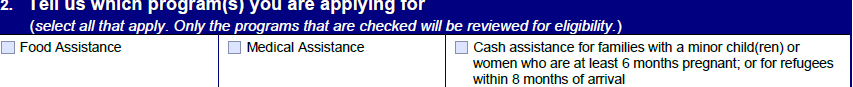 2. Tell us which program(s) you are applying for
(select all that apply. Only the programs that are checked will be reviewed for eligibility.)
Food Assistance
Medical Assistance
Cash assistance for families with a minor child(ren) or
women who are at least 6 months pregnant; or for refugees
within 8 months of arrival